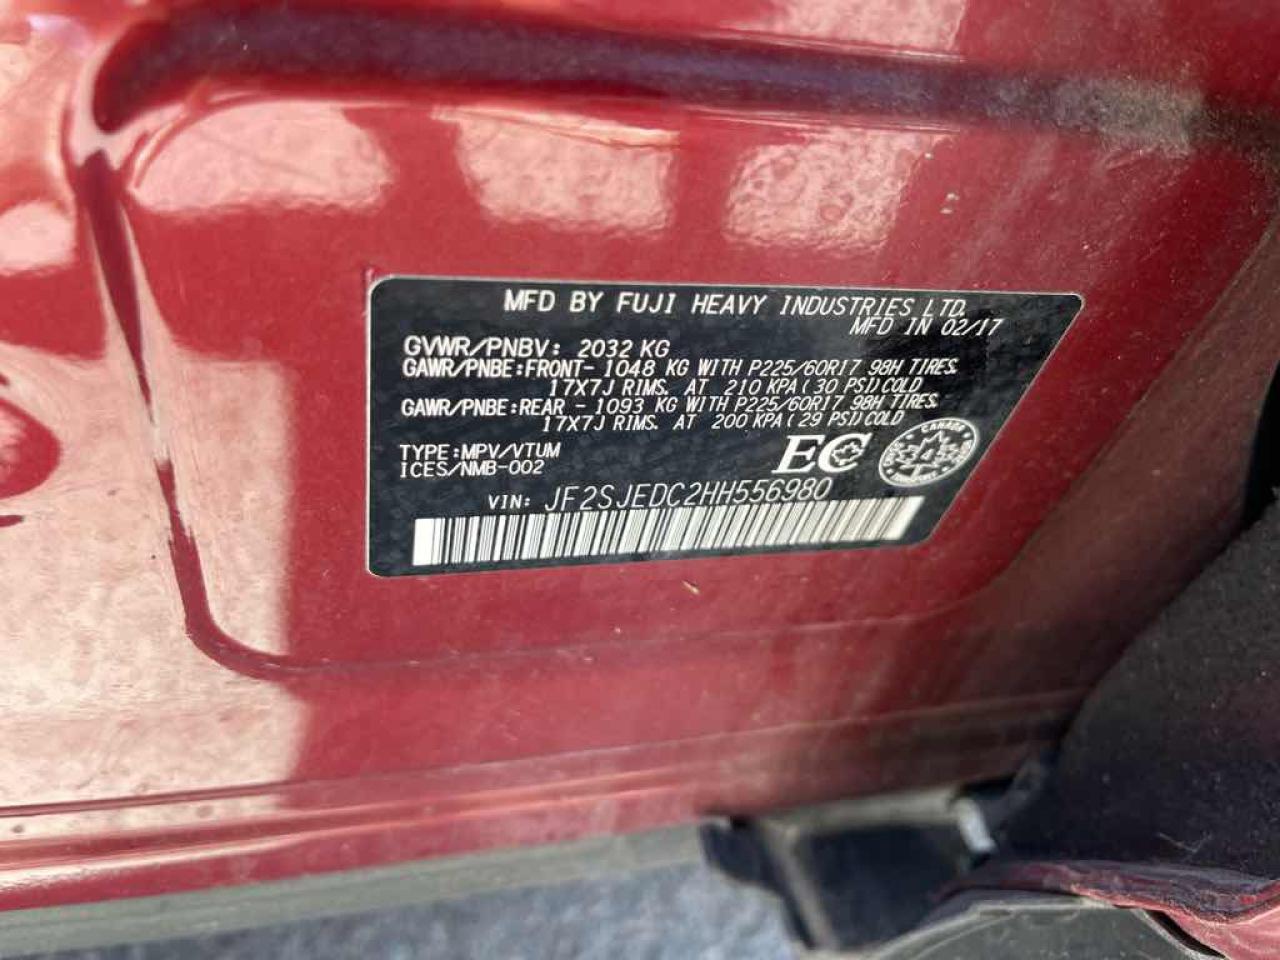 MFD BY FUJI HEAVY INDUSTRIES LTD.
MFD IN 02/17
GVWR/PNBV: 2032 KG
GAWR/PNBE:FRONT- 1048 KG WITH P225/60R17 98H TIRES.
17X7J RIMS. AT 210 KPA(30 PSI)COLD
GAWR/PNBE:REAR - 1093 KG WITH P225/60R17 98H TIRES.
17X7J RIMS. AT 200 KPA(29 PSI)COLD
TYPE:MPV/VTUM
ICES/NMB-002
EC
CANADA
4
VIN: JF2SJEDC2HH556980